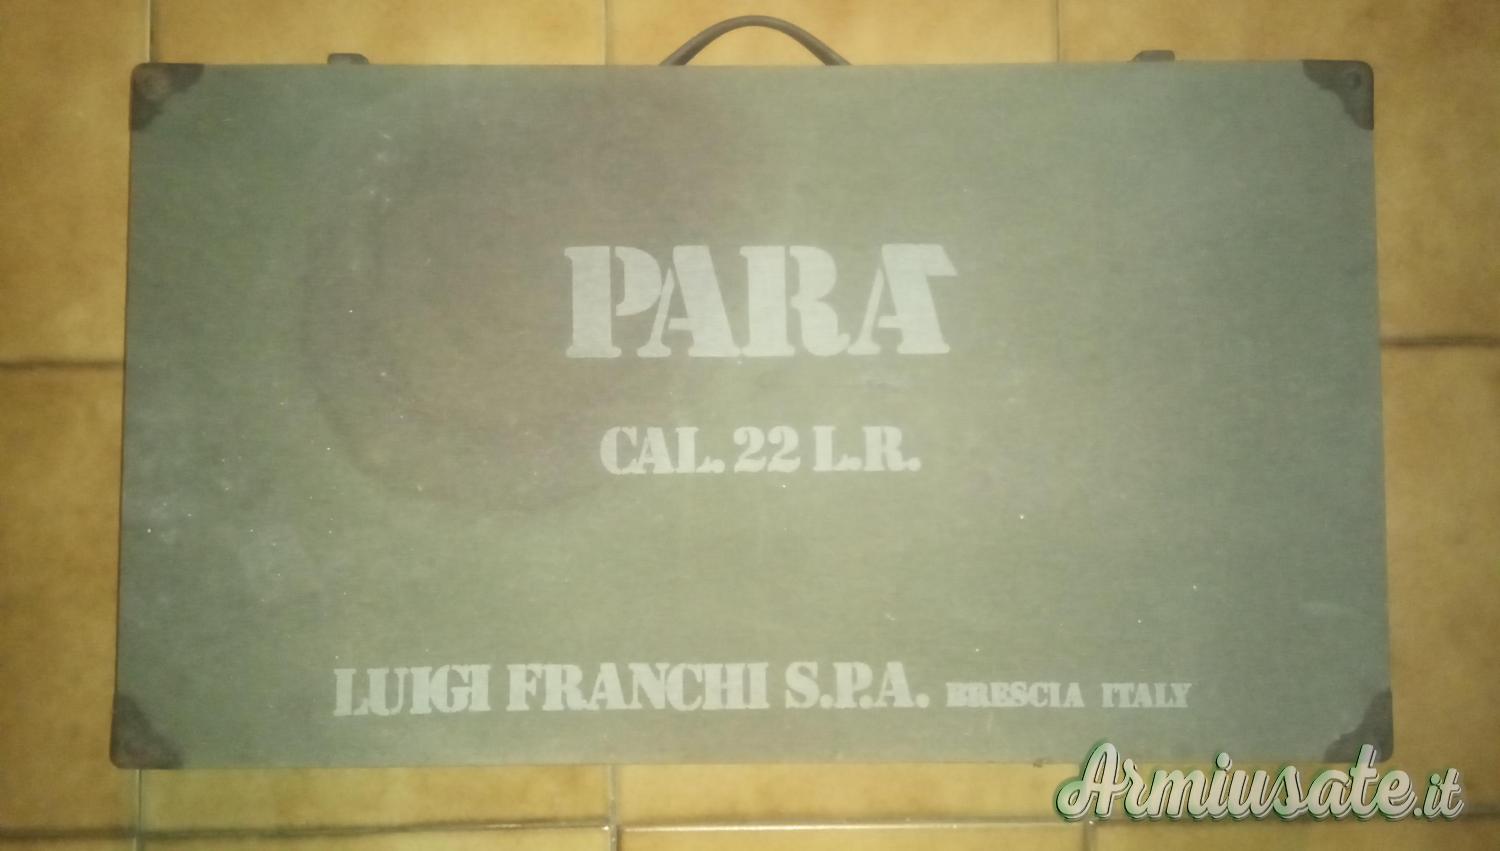 PARA'
CAL. 22 L.R.
LUIGI FRANCHI S.P.A. BRESCIA ITALY
Armiusate.it